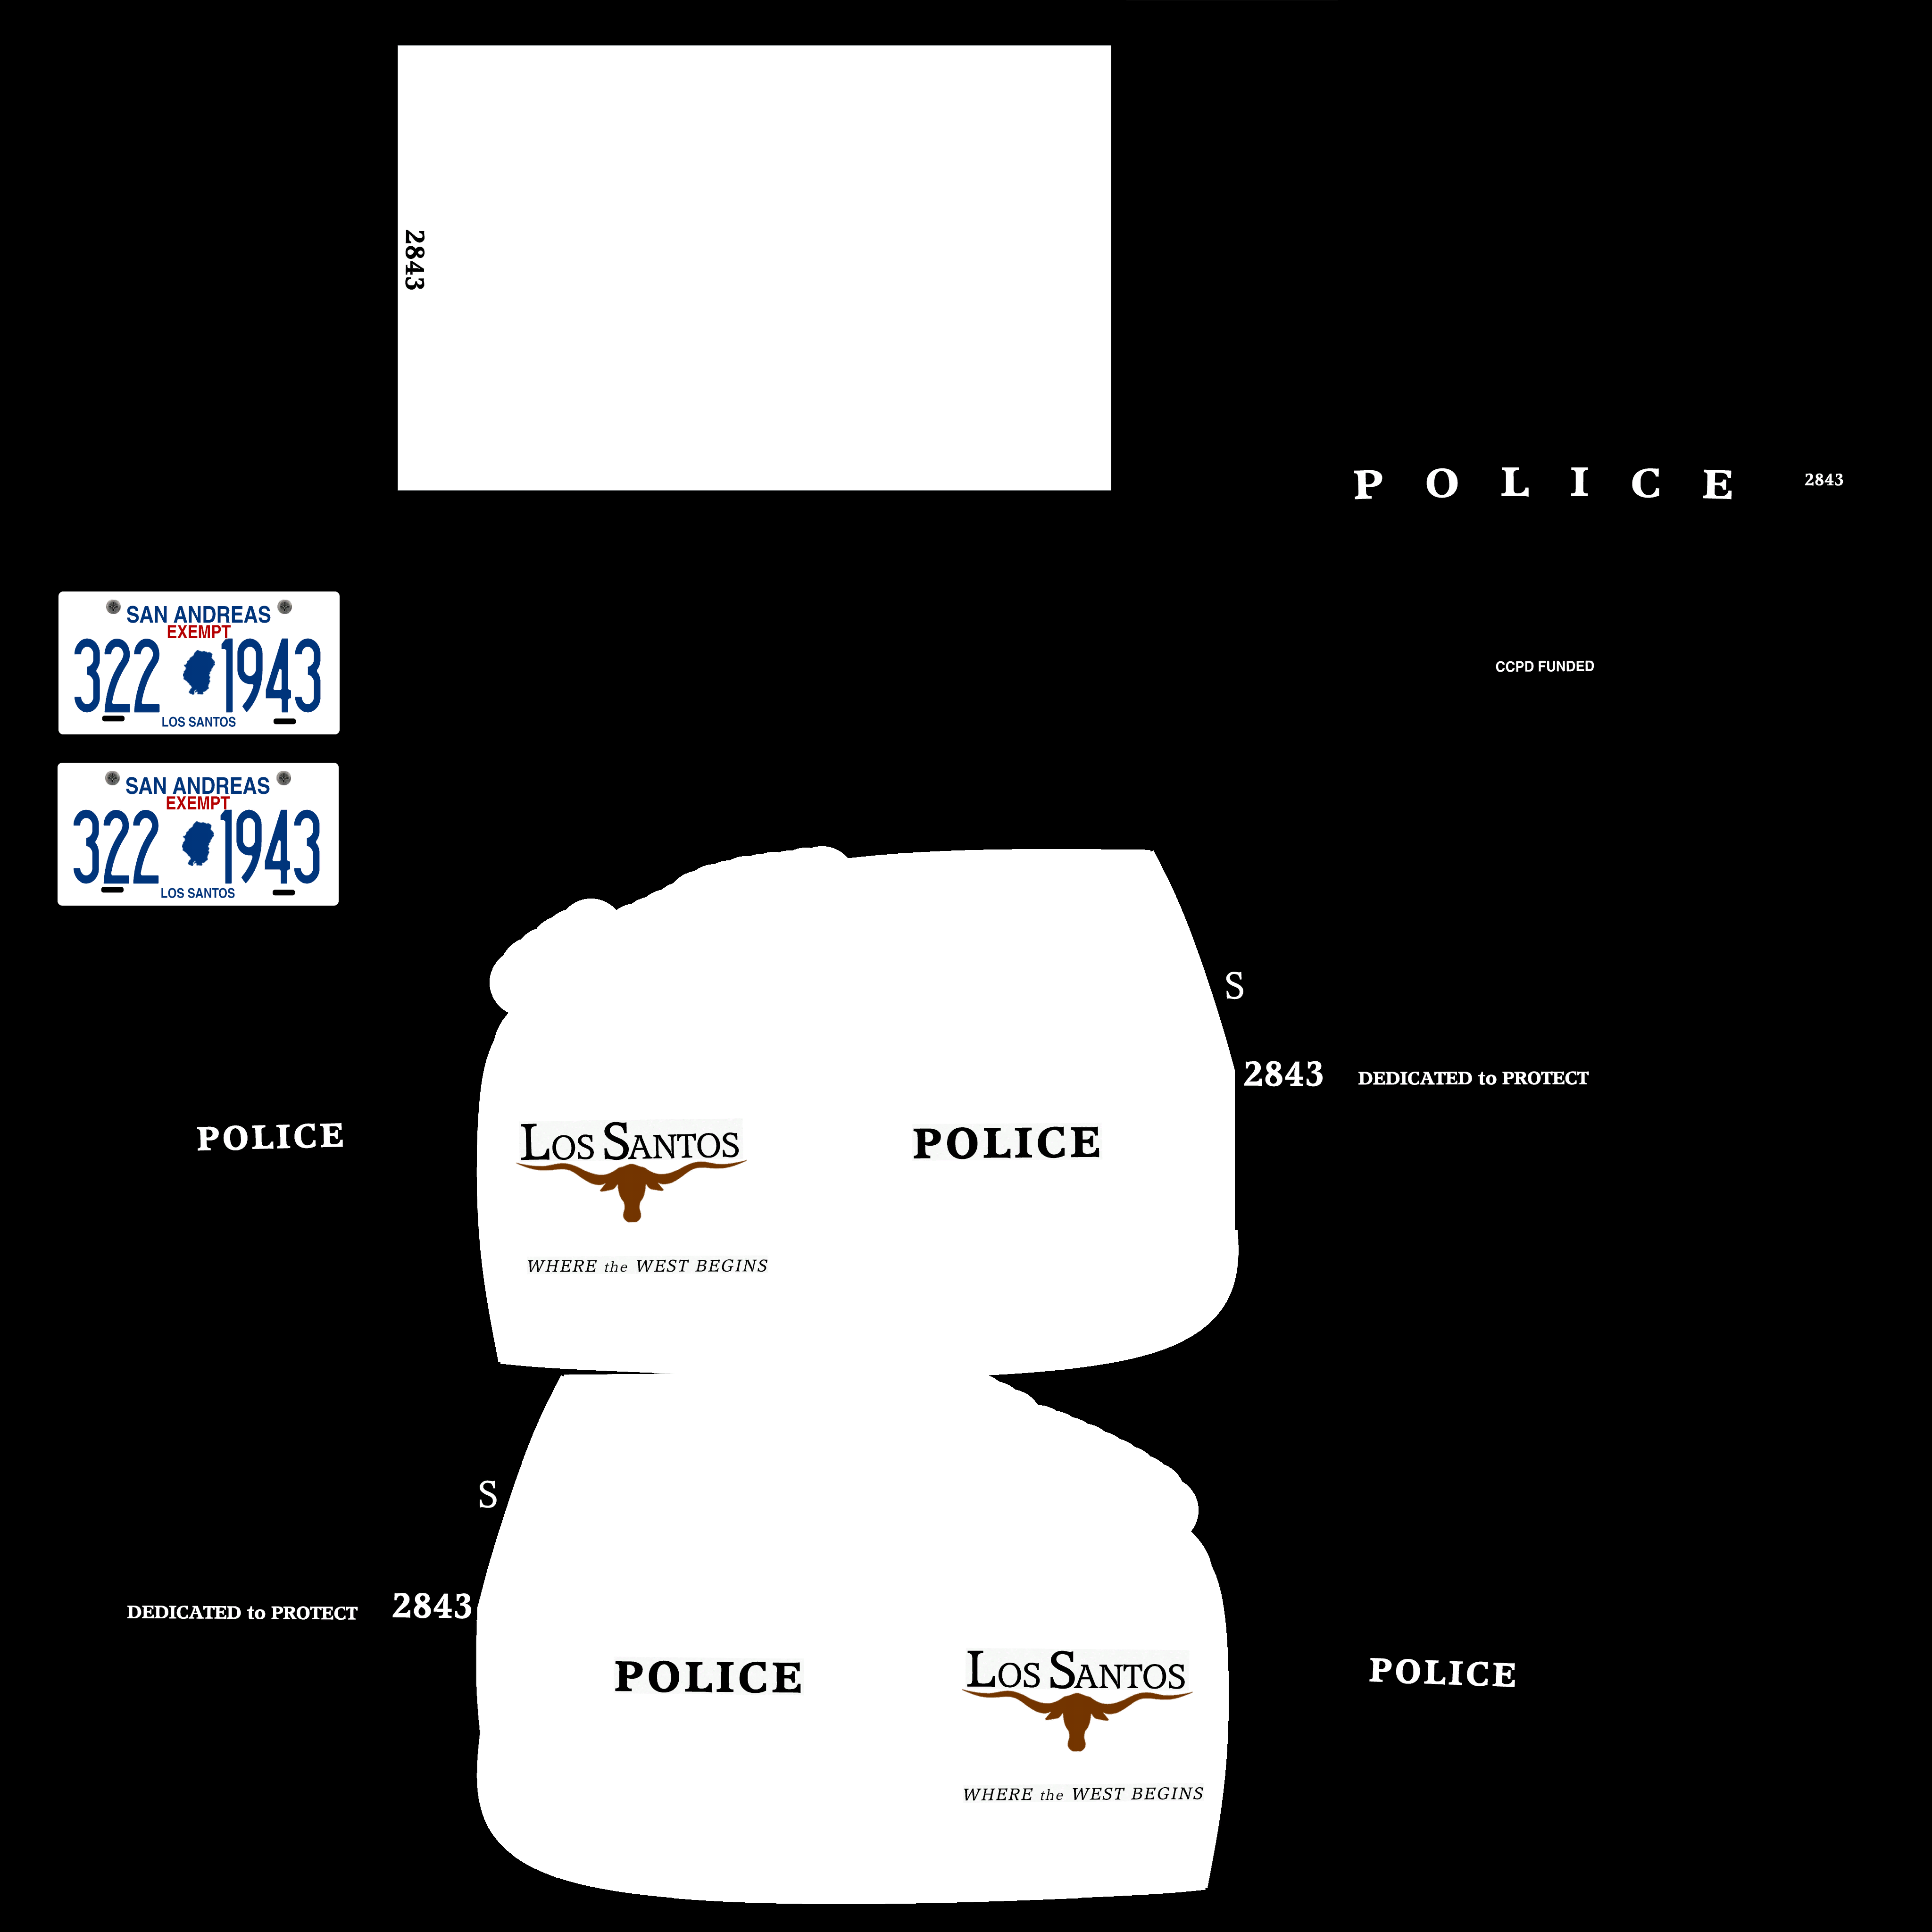 2843
POLICE 2843
SAN ANDREAS
EXEMPT
322 1943
LOS SANTOS
CCPD FUNDED
SAN ANDREAS
EXEMPT
322 1943
LOS SANTOS
S
2843 DEDICATED to PROTECT
POLICE
LOS SANTOS
POLICE
WHERE the WEST BEGINS
S
DEDICATED to PROTECT 2843
POLICE
LOS SANTOS
POLICE
WHERE the WEST BEGINS